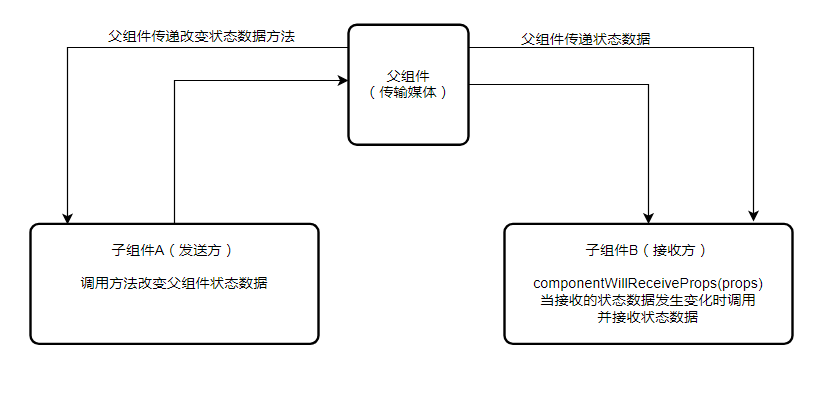 父组件传递改变状态数据方法
父组件传递状态数据
父组件
（传输媒体）
子组件A（发送方）
调用方法改变父组件状态数据
子组件B（接收方）
componentWillReceiveProps(props)
当接收的状态数据发生变化时调用
并接收状态数据